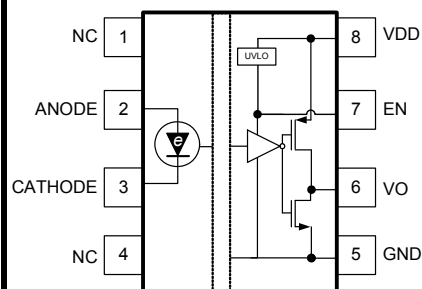 NC 1
ANODE 2
CATHODE 3
NC 4
UVLO
e
8 VDD
7 EN
6 VO
5 GND